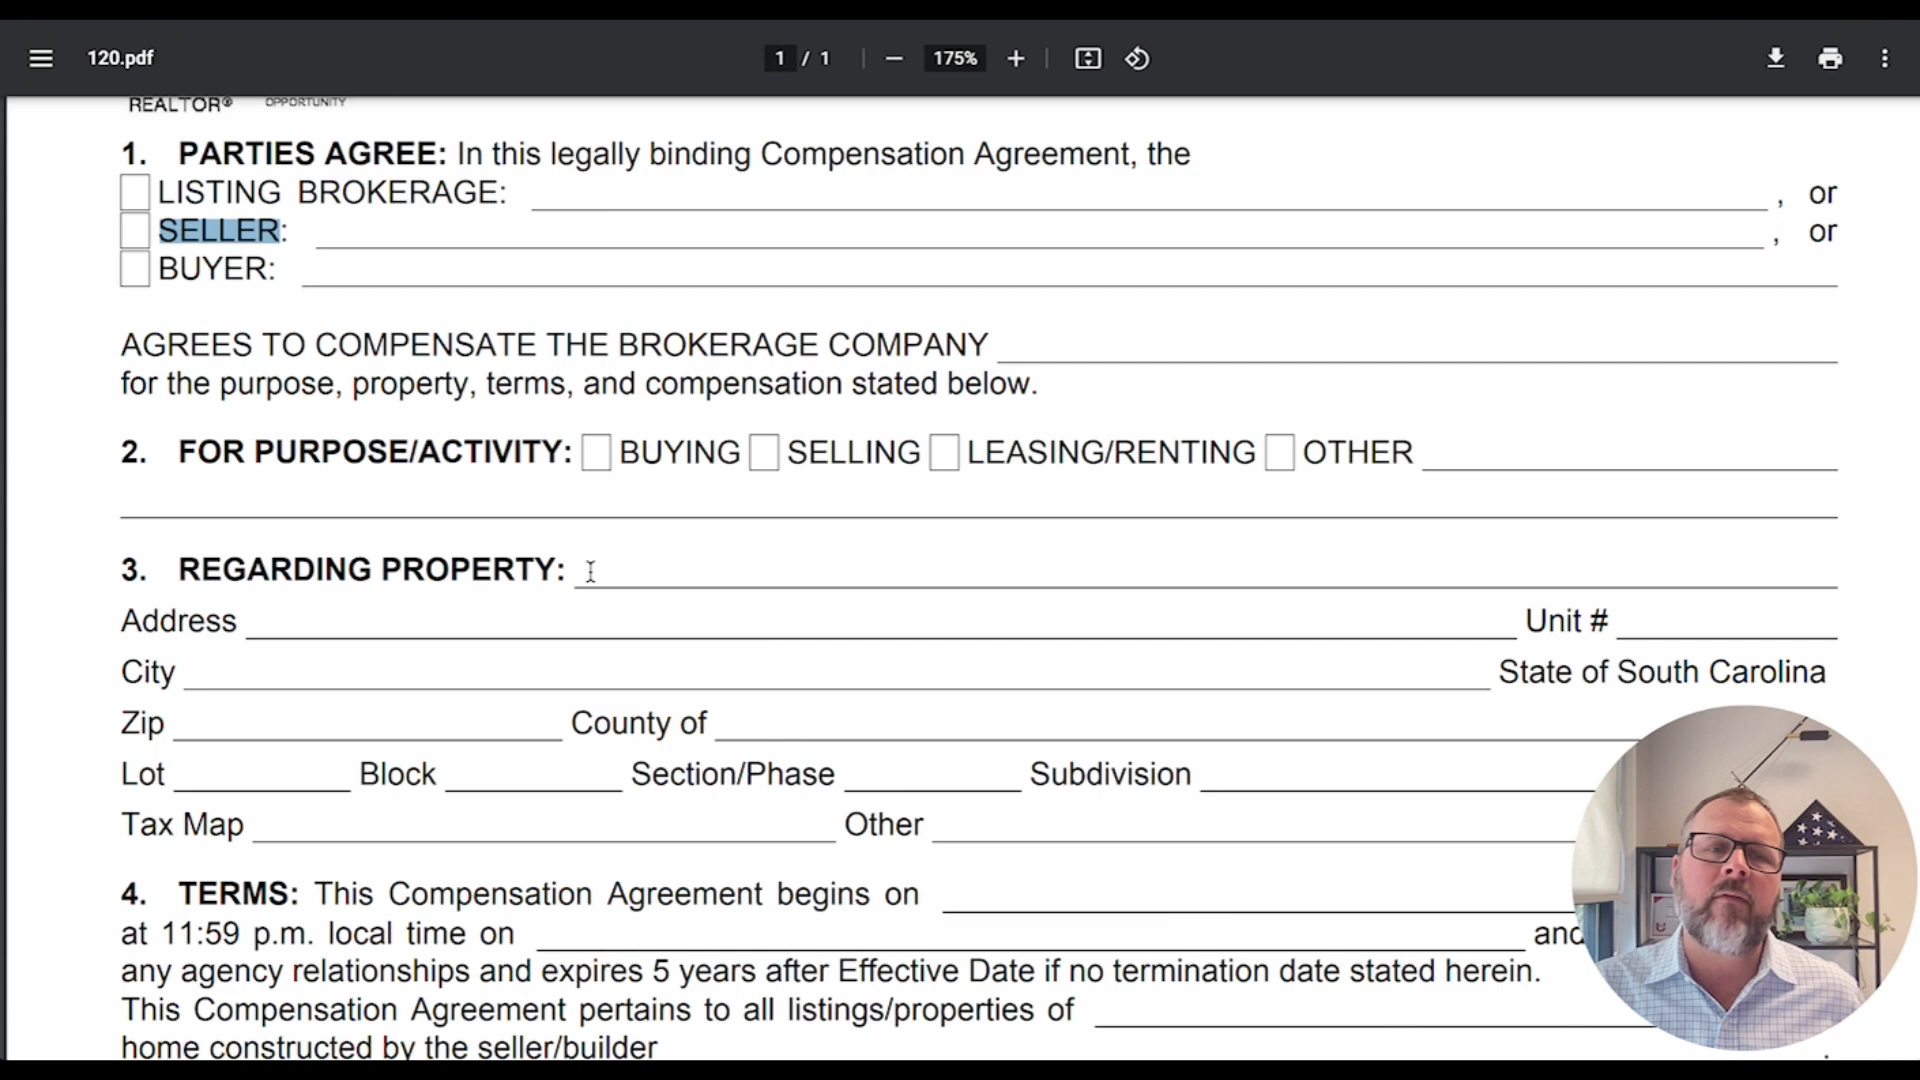 120.pdf
1 / 1
175%
REALTOR® OPPORTUNITY
1. PARTIES AGREE: In this legally binding Compensation Agreement, the
LISTING BROKERAGE: , or
SELLER: , or
BUYER:
AGREES TO COMPENSATE THE BROKERAGE COMPANY
for the purpose, property, terms, and compensation stated below.
2. FOR PURPOSE/ACTIVITY: BUYING SELLING LEASING/RENTING OTHER
3. REGARDING PROPERTY:
Address Unit #
City State of South Carolina
Zip County of
Lot Block Section/Phase Subdivision
Tax Map Other
4. TERMS: This Compensation Agreement begins on
at 11:59 p.m. local time on and
any agency relationships and expires 5 years after Effective Date if no termination date stated herein.
This Compensation Agreement pertains to all listings/properties of
home constructed by the seller/builder .